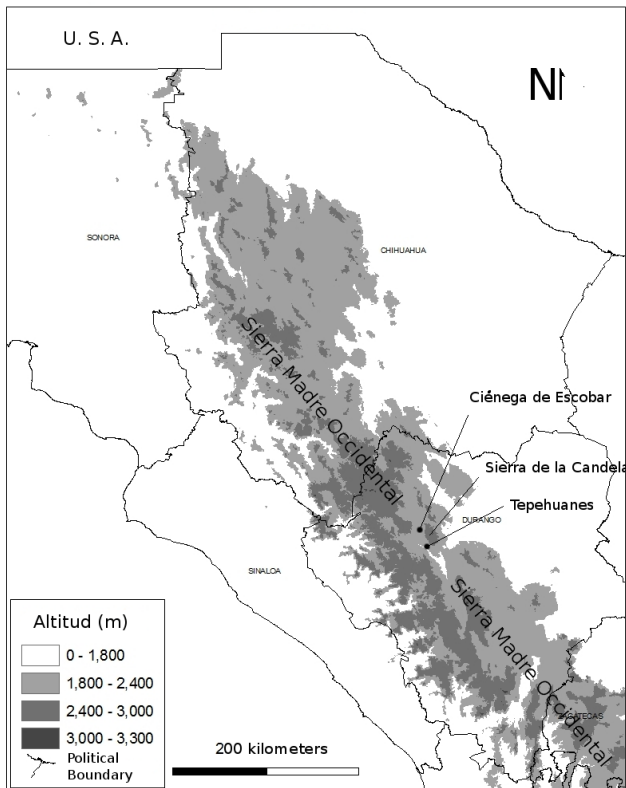 U. S. A.
N
SONORA
CHIHUAHUA
Sierra Madre Occidental
Ciénega de Escobar
Sierra de la Candela
Tepehuanes
DURANGO
SINALOA
Sierra Madre Occidental
ZACATECAS
Altitud (m)
0 - 1,800
1,800 - 2,400
2,400 - 3,000
3,000 - 3,300
Political
Boundary
200 kilometers